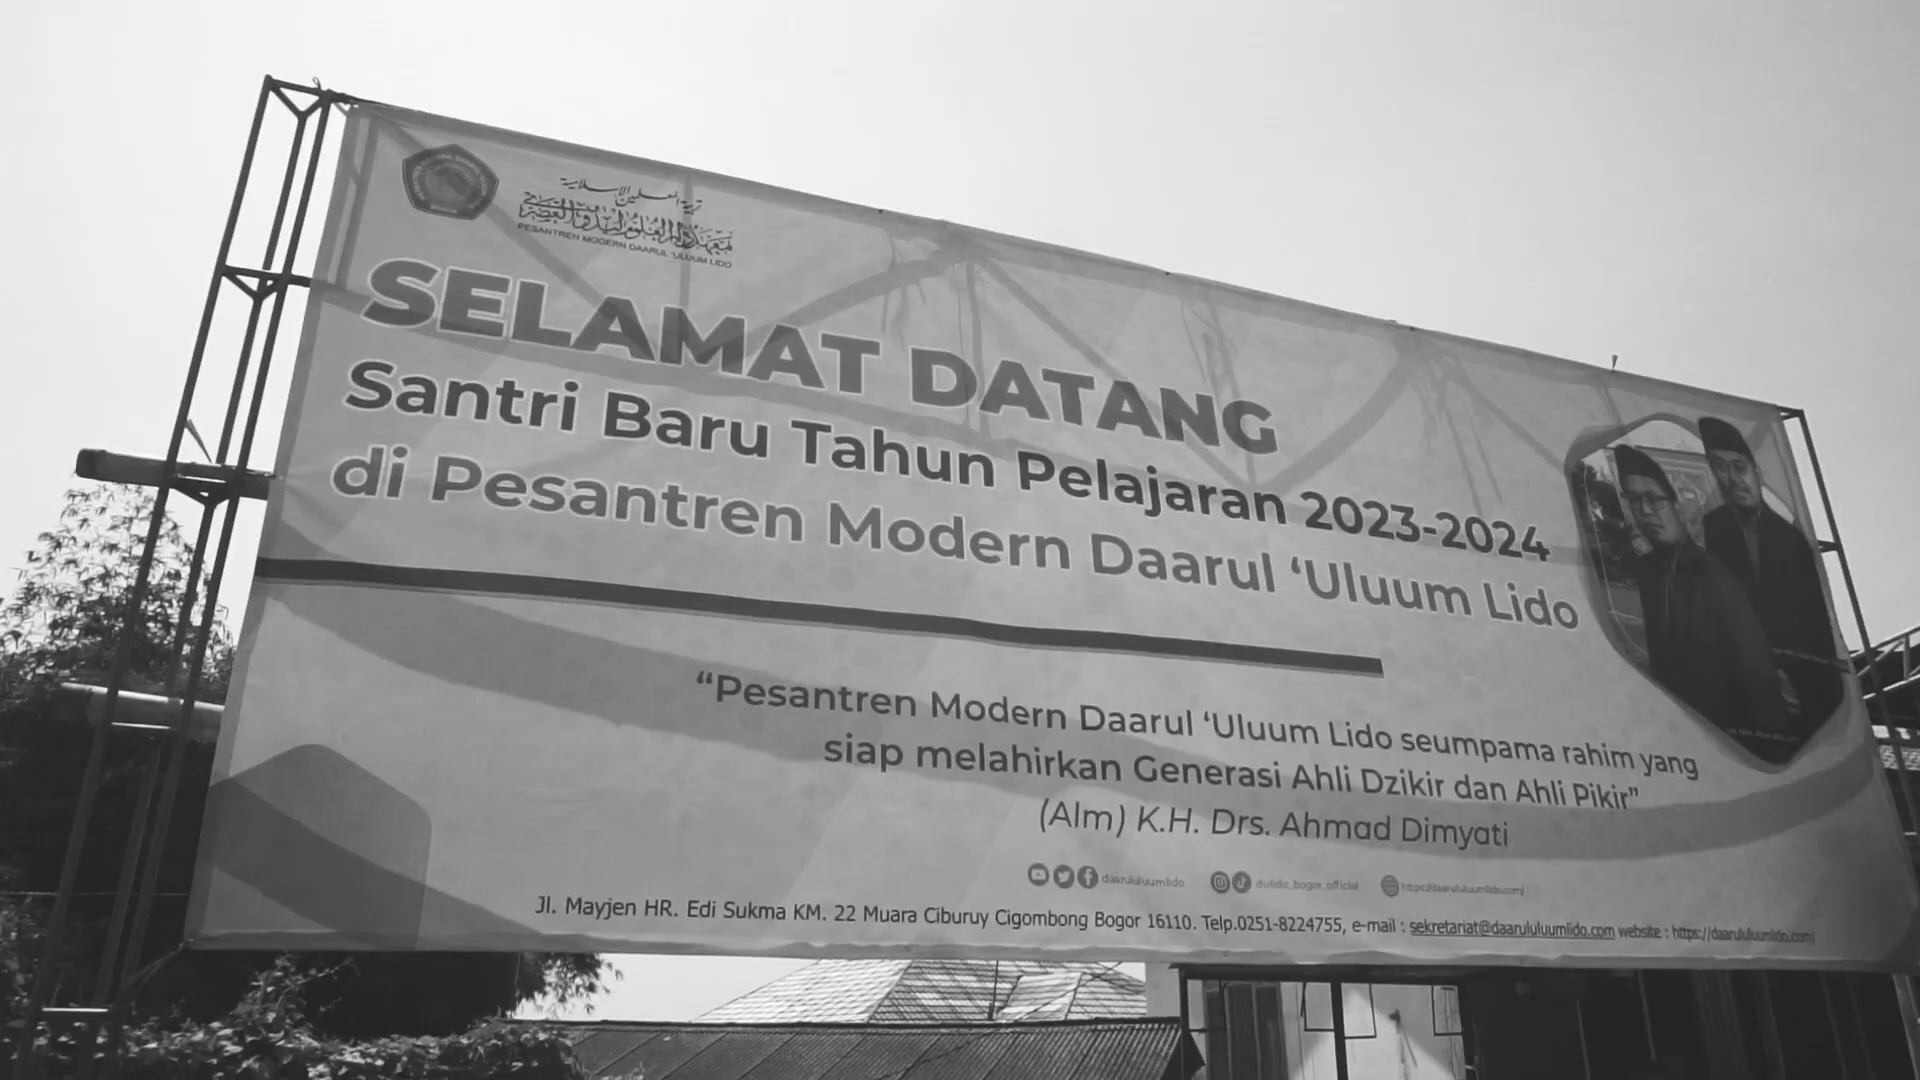 تربية المعلمين الإسلامية
PESANTREN MODERN DAARUL 'ULUUM LIDO
SELAMAT DATANG
Santri Baru Tahun Pelajaran 2023-2024
di Pesantren Modern Daarul ‘Uluum Lido
“Pesantren Modern Daarul ‘Uluum Lido seumpama rahim yang
siap melahirkan Generasi Ahli Dzikir dan Ahli Pikir”
(Alm) K.H. Drs. Ahmad Dimyati
daarululuumlido dulido_bogor_official https://daarululuumlido.com/
Jl. Mayjen HR. Edi Sukma KM. 22 Muara Ciburuy Cigombong Bogor 16110. Telp.0251-8224755, e-mail : sekretariat@daarululuumlido.com website : https://daarululuumlido.com/